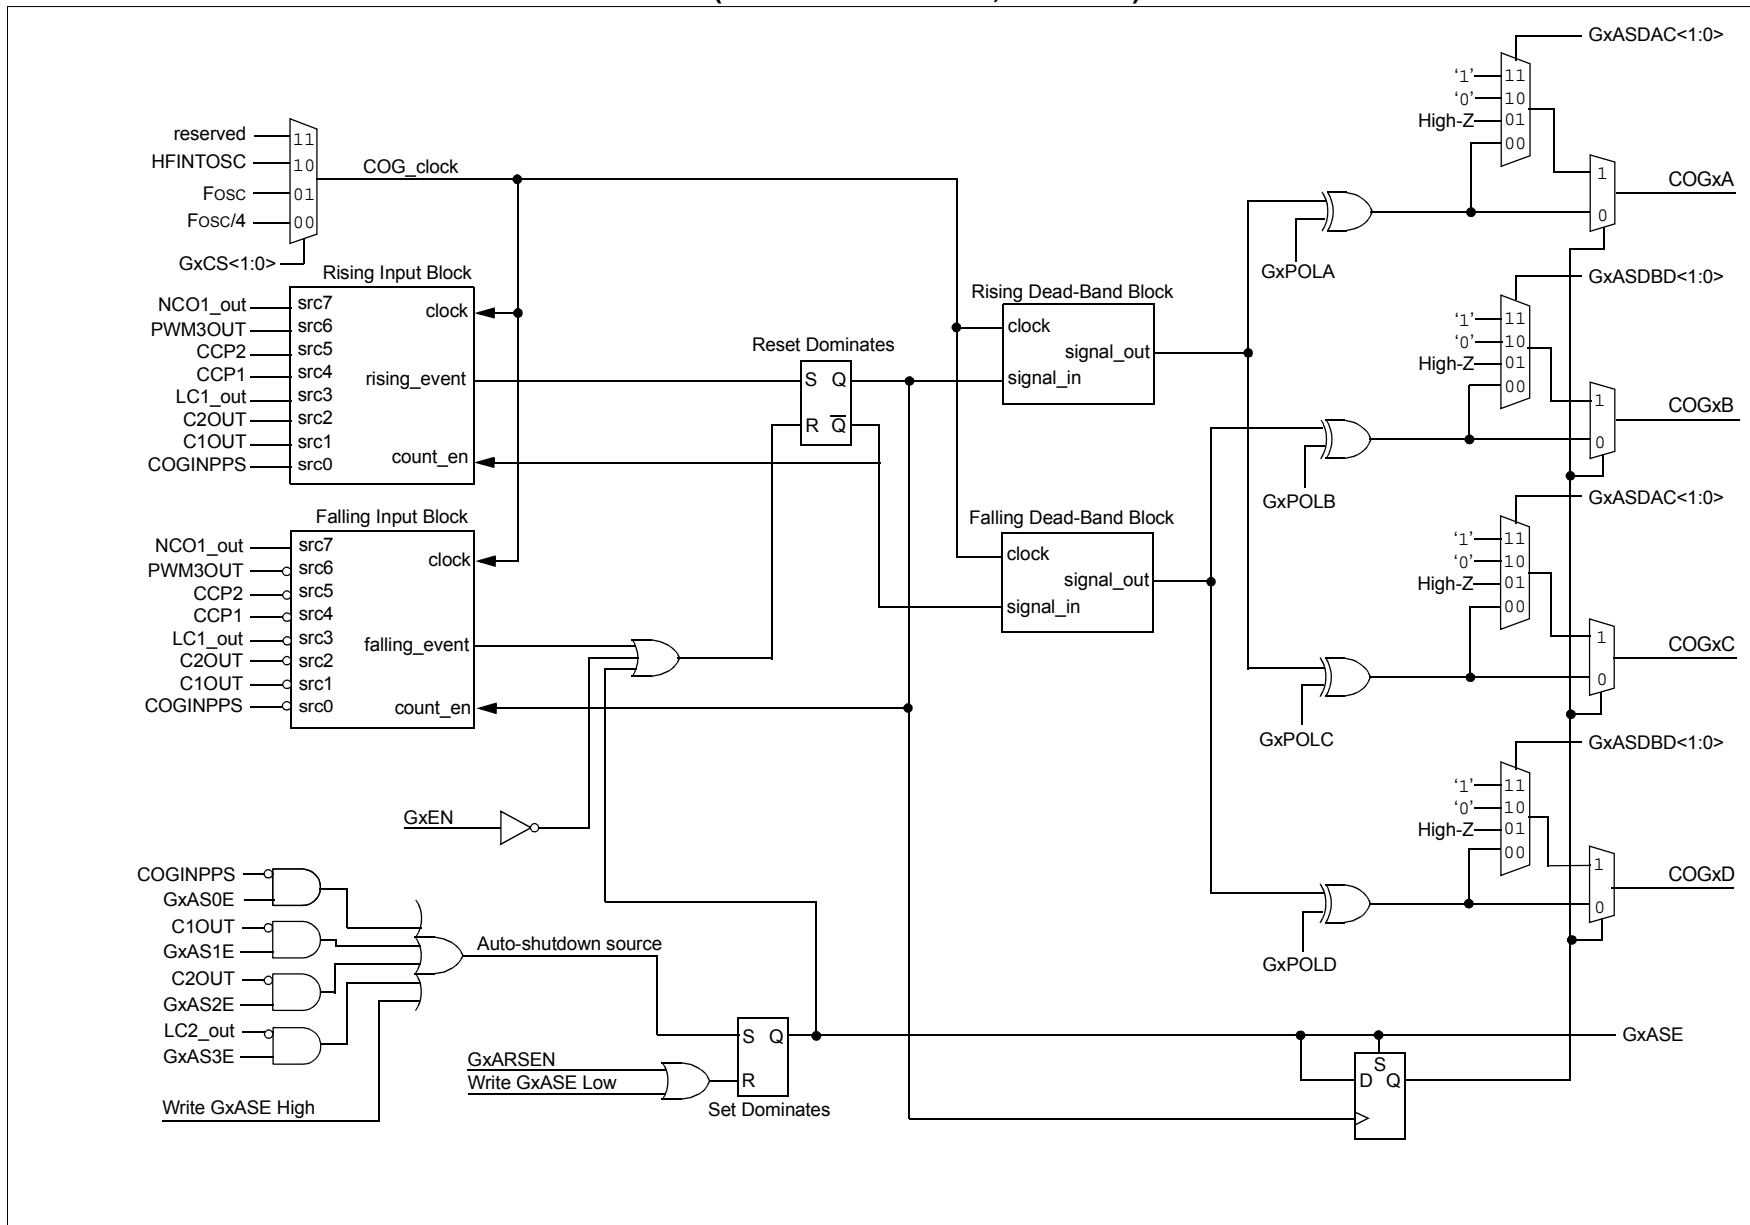 GxASDAC<1:0>
'1' 11
'0' 10
High-Z 01
00
1
0
COGxA
reserved 11
HFINTOSC 10
FOSC 01
FOSC/4 00
COG_clock
GxCS<1:0>
GxPOLA
Rising Input Block
NCO1_out src7
PWM3OUT src6
CCP2 src5
CCP1 src4
LC1_out src3
C2OUT src2
C1OUT src1
COGINPPS src0
clock
rising_event
count_en
Reset Dominates
S Q
R Q
Rising Dead-Band Block
clock
signal_out
signal_in
GxASDBD<1:0>
'1' 11
'0' 10
High-Z 01
00
1
0
COGxB
GxPOLB
Falling Input Block
NCO1_out src7
PWM3OUT src6
CCP2 src5
CCP1 src4
LC1_out src3
C2OUT src2
C1OUT src1
COGINPPS src0
clock
falling_event
count_en
Falling Dead-Band Block
clock
signal_out
signal_in
GxASDAC<1:0>
'1' 11
'0' 10
High-Z 01
00
1
0
COGxC
GxPOLC
GxEN
GxASDBD<1:0>
'1' 11
'0' 10
High-Z 01
00
1
0
COGxD
GxPOLD
COGINPPS
GxAS0E
C1OUT
GxAS1E
C2OUT
GxAS2E
LC2_out
GxAS3E
Write GxASE High
Auto-shutdown source
GxARSEN
Write GxASE Low
S Q
R
Set Dominates
GxASE
S
D Q